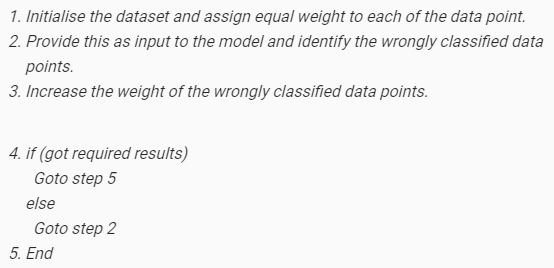 1. Initialise the dataset and assign equal weight to each of the data point.
2. Provide this as input to the model and identify the wrongly classified data
points.
3. Increase the weight of the wrongly classified data points.
4. if (got required results)
Goto step 5
else
Goto step 2
5. End